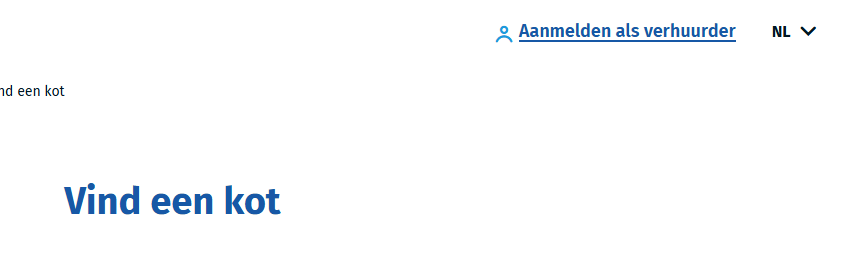 Aanmelden als verhuurder NL
nd een kot
Vind een kot